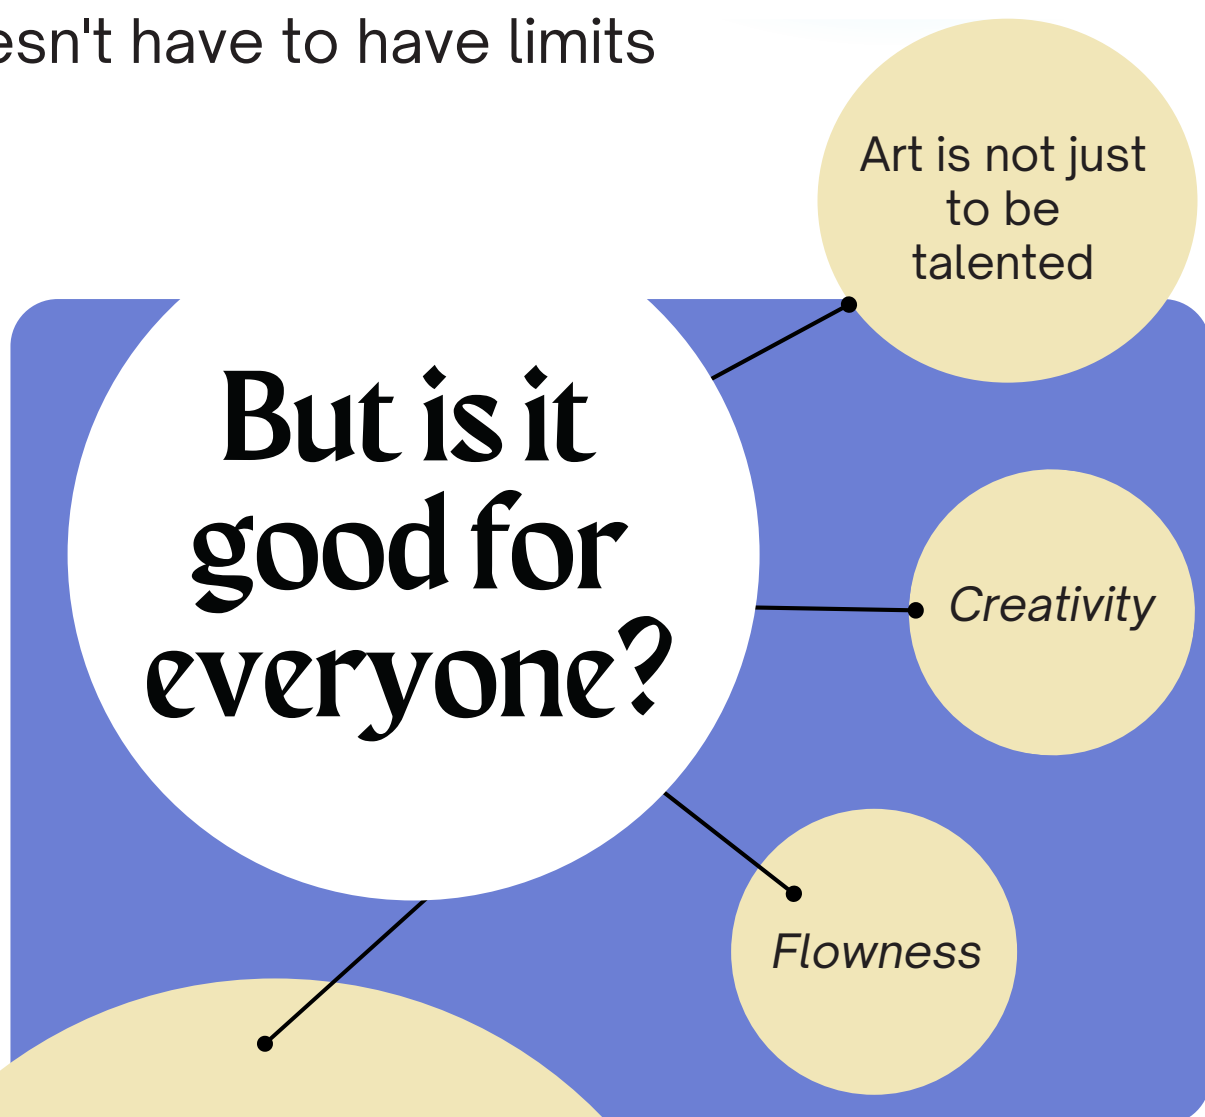 have to have limits
Art is not just
to be
talented
But is it
good for
everyone?
Creativity
Flowness